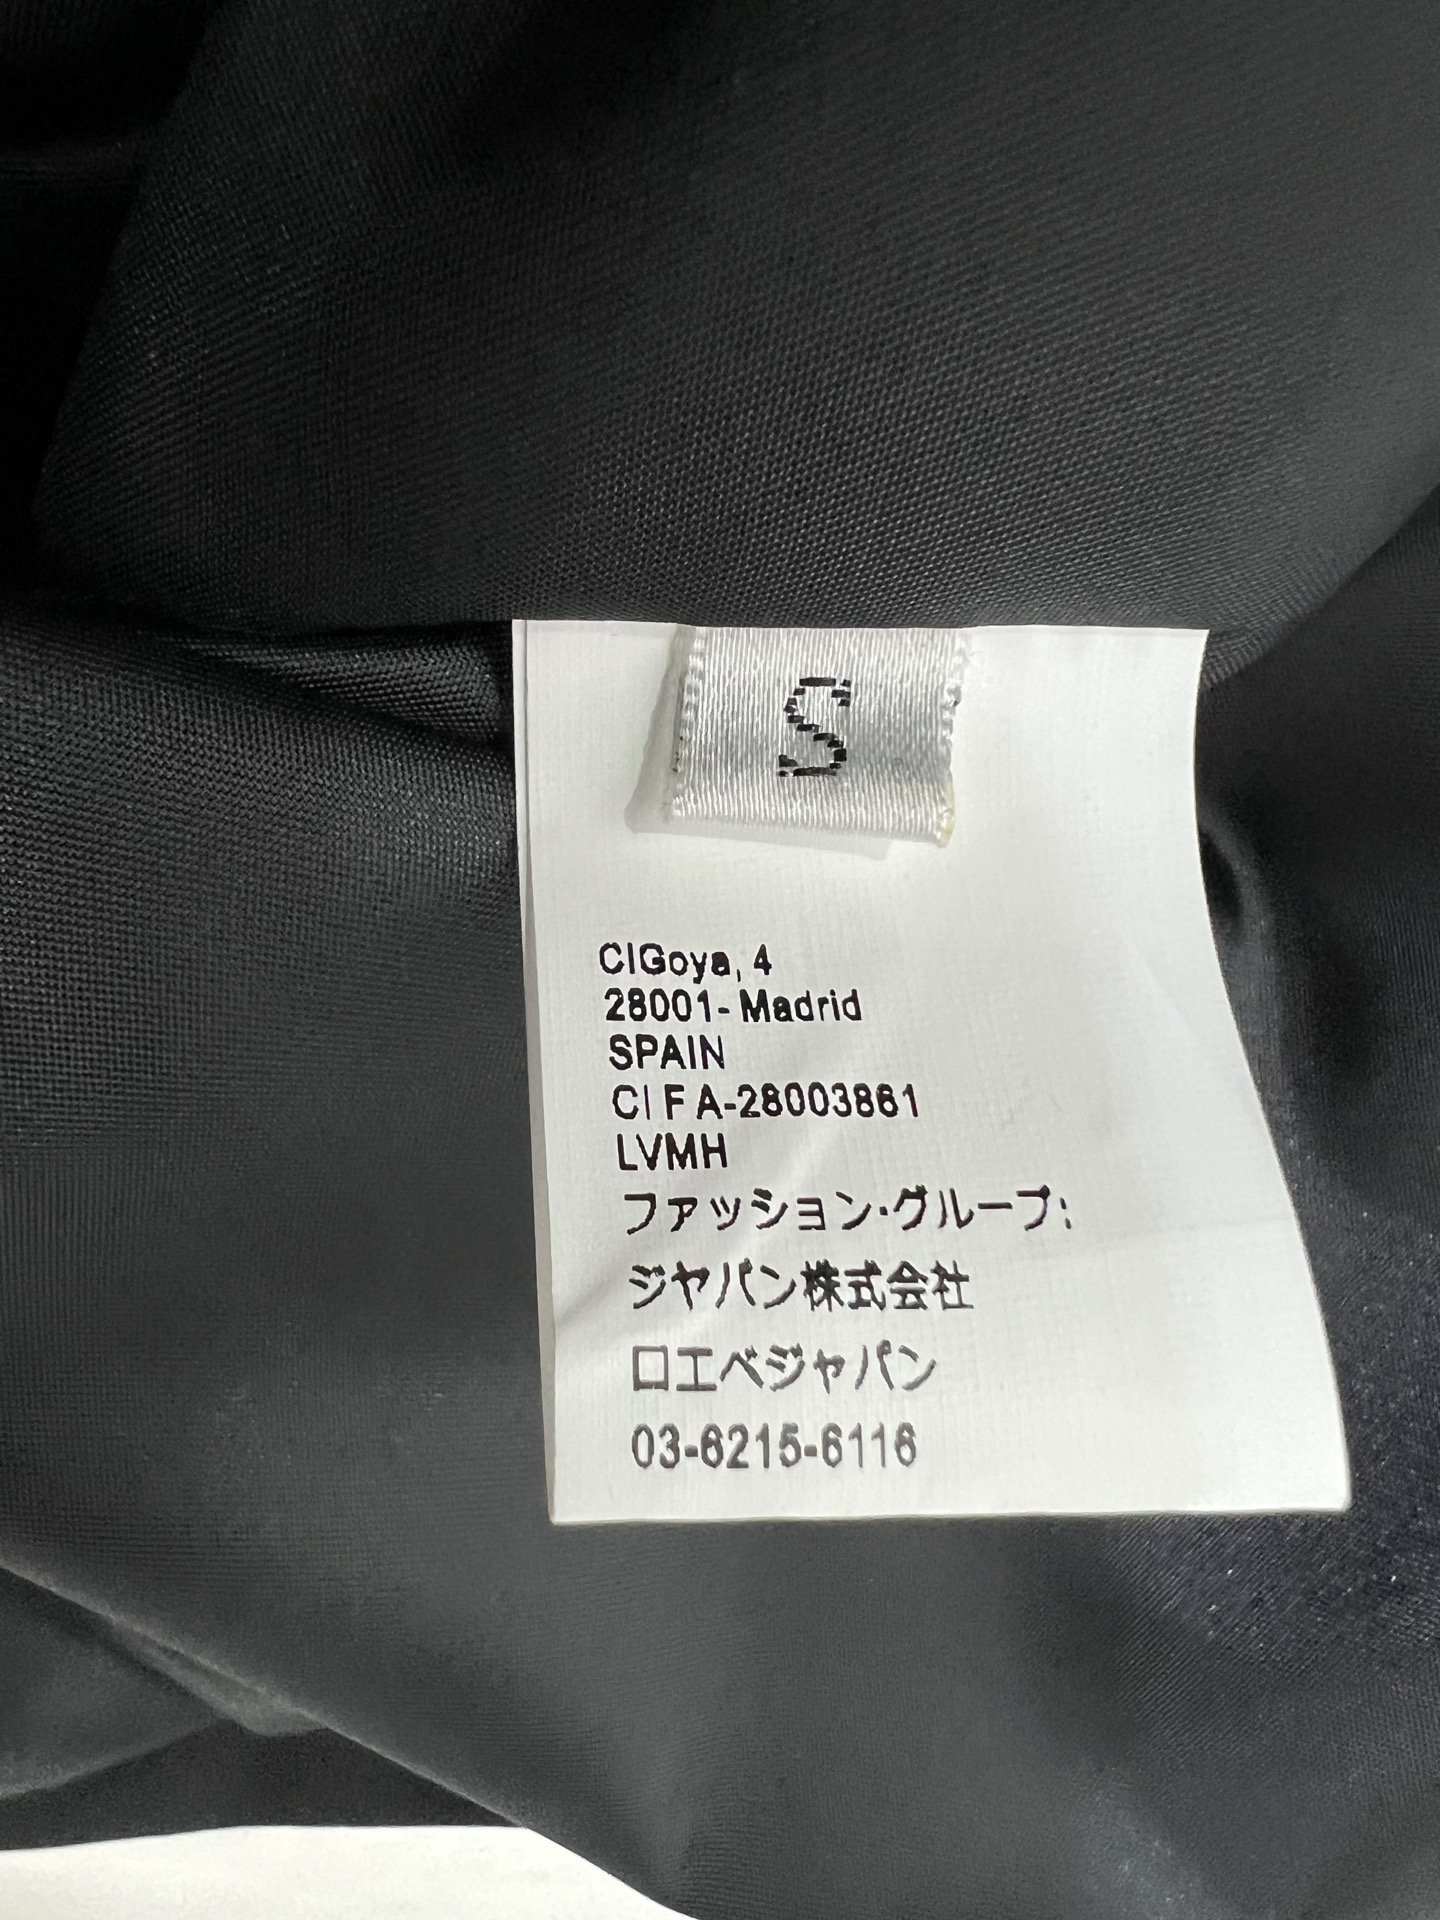 S
C|Goya, 4
28001- Madrid
SPAIN
CI F A-28003861
LVMH
ファッション・グループ:
ジヤパン株式会社
ロエベジャパン
03-6215-6116